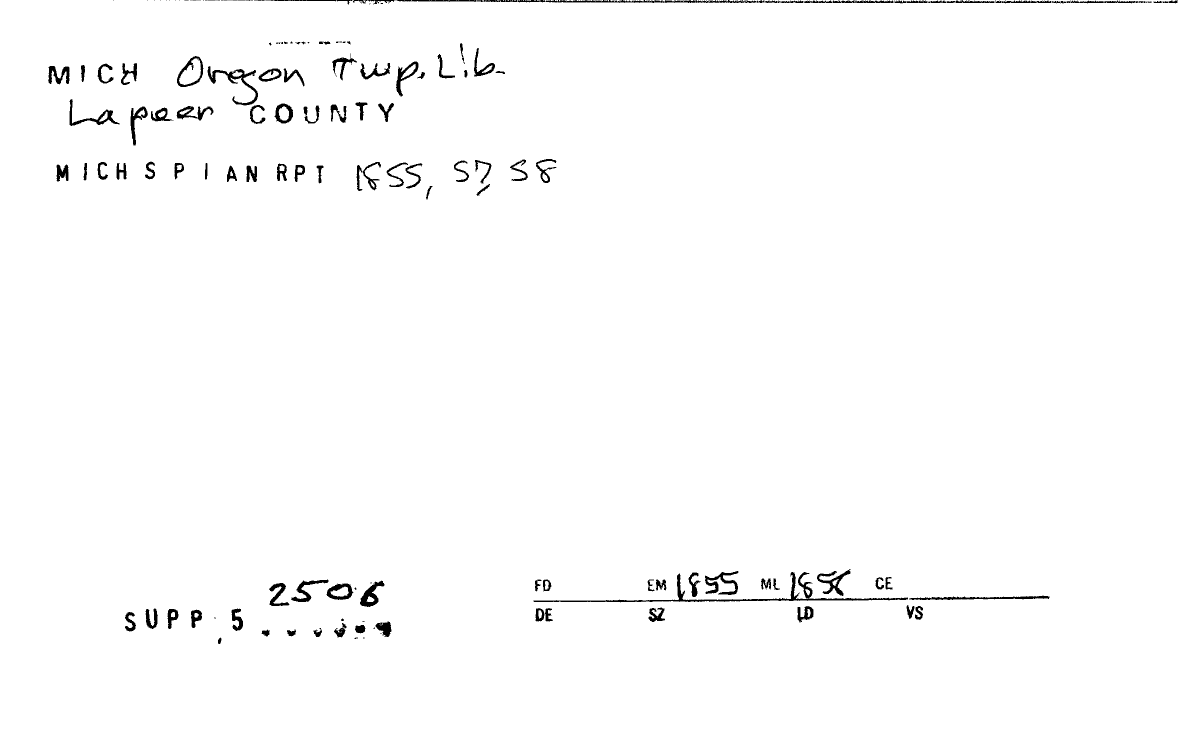 MICH Oregon Twp. Lib.
Lapeer COUNTY
MICH S P I AN RPT 1855, 57, 58
SUPP. 5 2506
FD EM 1855 ML 1858 CE
DE SZ LD VS